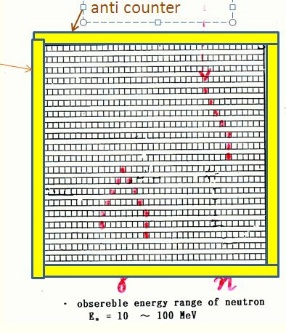 anti counter
γ n
· obsereble energy range of neutron
Eₙ = 10 ~ 100 MeV